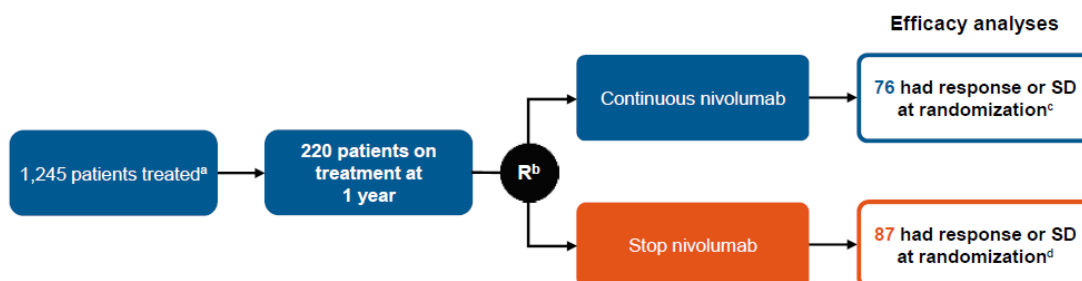 Efficacy analyses
1,245 patients treatedᵃ
220 patients on
treatment at
1 year
Rᵇ
Continuous nivolumab
76 had response or SD
at randomizationᶜ
Stop nivolumab
87 had response or SD
at randomizationᵈ